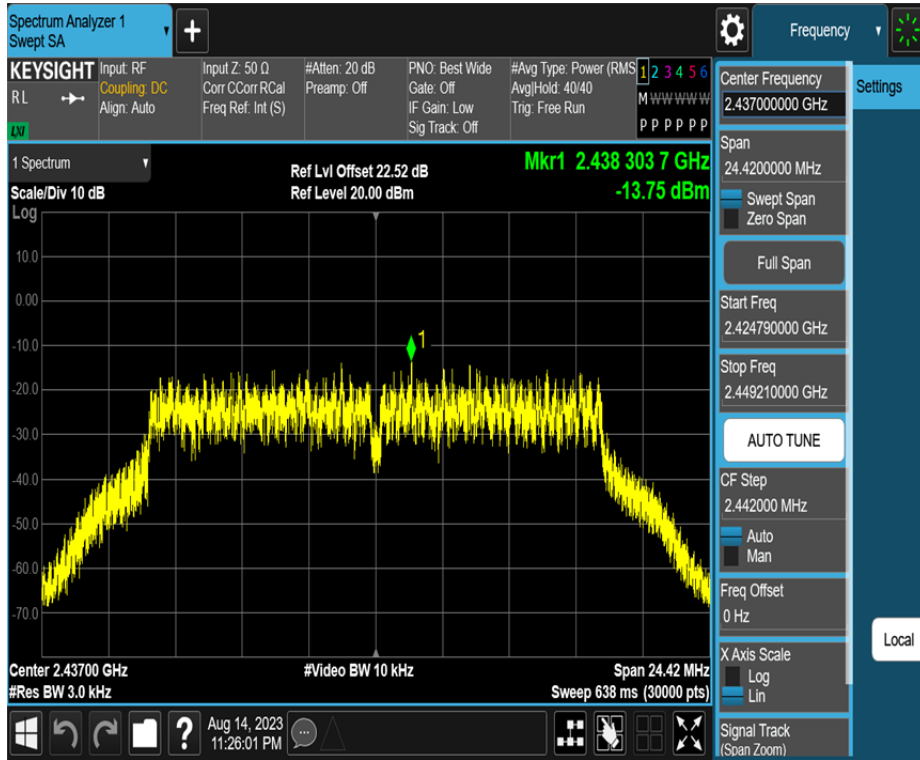 Spectrum Analyzer 1
Swept SA
+
Frequency
KEYSIGHT
R L
LXI
Input: RF
Coupling: DC
Align: Auto
Input Z: 50 Ω
Corr CCorr RCal
Freq Ref: Int (S)
#Atten: 20 dB
Preamp: Off
PNO: Best Wide
Gate: Off
IF Gain: Low
Sig Track: Off
#Avg Type: Power (RMS
Avg|Hold: 40/40
Trig: Free Run
1 2 3 4 5 6
M W W W W W
P P P P P P
1 Spectrum
Scale/Div 10 dB
Log
Ref Lvl Offset 22.52 dB
Ref Level 20.00 dBm
Mkr1 2.438 303 7 GHz
-13.75 dBm
10.0
0.00
-10.0
-20.0
-30.0
-40.0
-50.0
-60.0
-70.0
1
Center 2.43700 GHz
#Res BW 3.0 kHz
#Video BW 10 kHz
Span 24.42 MHz
Sweep 638 ms (30000 pts)
?
Aug 14, 2023
11:26:01 PM
Center Frequency
2.437000000 GHz
Span
24.4200000 MHz
Swept Span
Zero Span
Full Span
Start Freq
2.424790000 GHz
Stop Freq
2.449210000 GHz
AUTO TUNE
CF Step
2.442000 MHz
Auto
Man
Freq Offset
0 Hz
X Axis Scale
Log
Lin
Signal Track
(Span Zoom)
Settings
Local